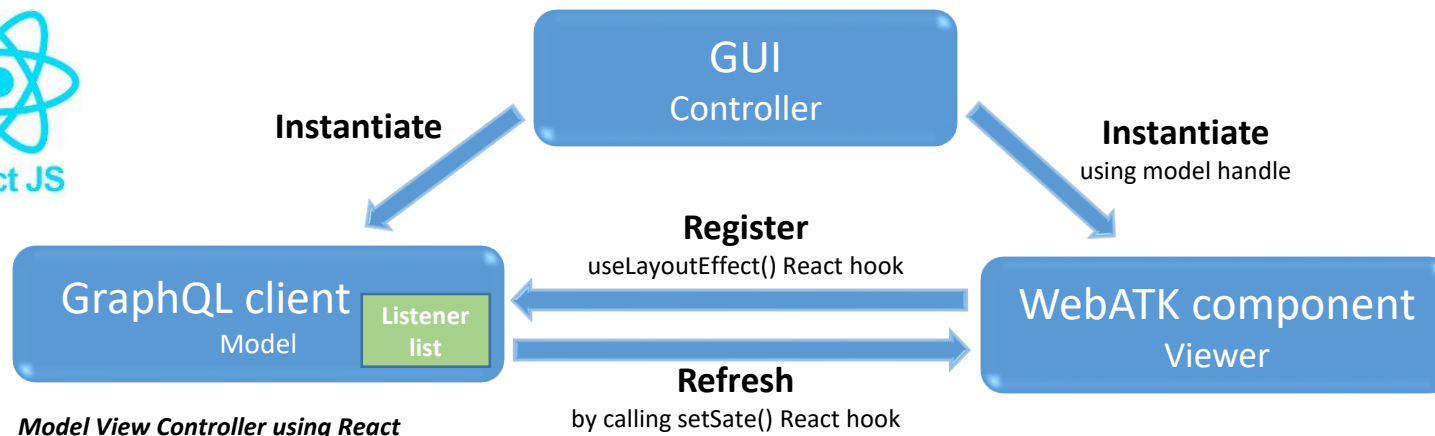 GUI
Controller
Instantiate
Instantiate
using model handle
ct JS
Register
useLayoutEffect() React hook
GraphQL client
Model
Listener
list
WebATK component
Viewer
Refresh
by calling setSate() React hook
Model View Controller using React